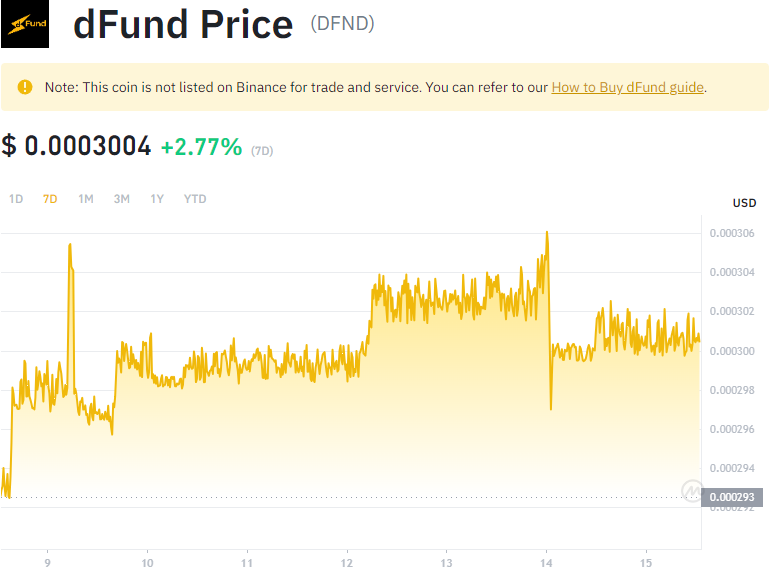 dFund
dFund Price (DFND)
Note: This coin is not listed on Binance for trade and service. You can refer to our How to Buy dFund guide.
$ 0.0003004 +2.77% (7D)
1D 7D 1M 3M 1Y YTD
USD
0.000306
0.000304
0.000302
0.000300
0.000298
0.000296
0.000294
0.000293
0.000292
9 10 11 12 13 14 15